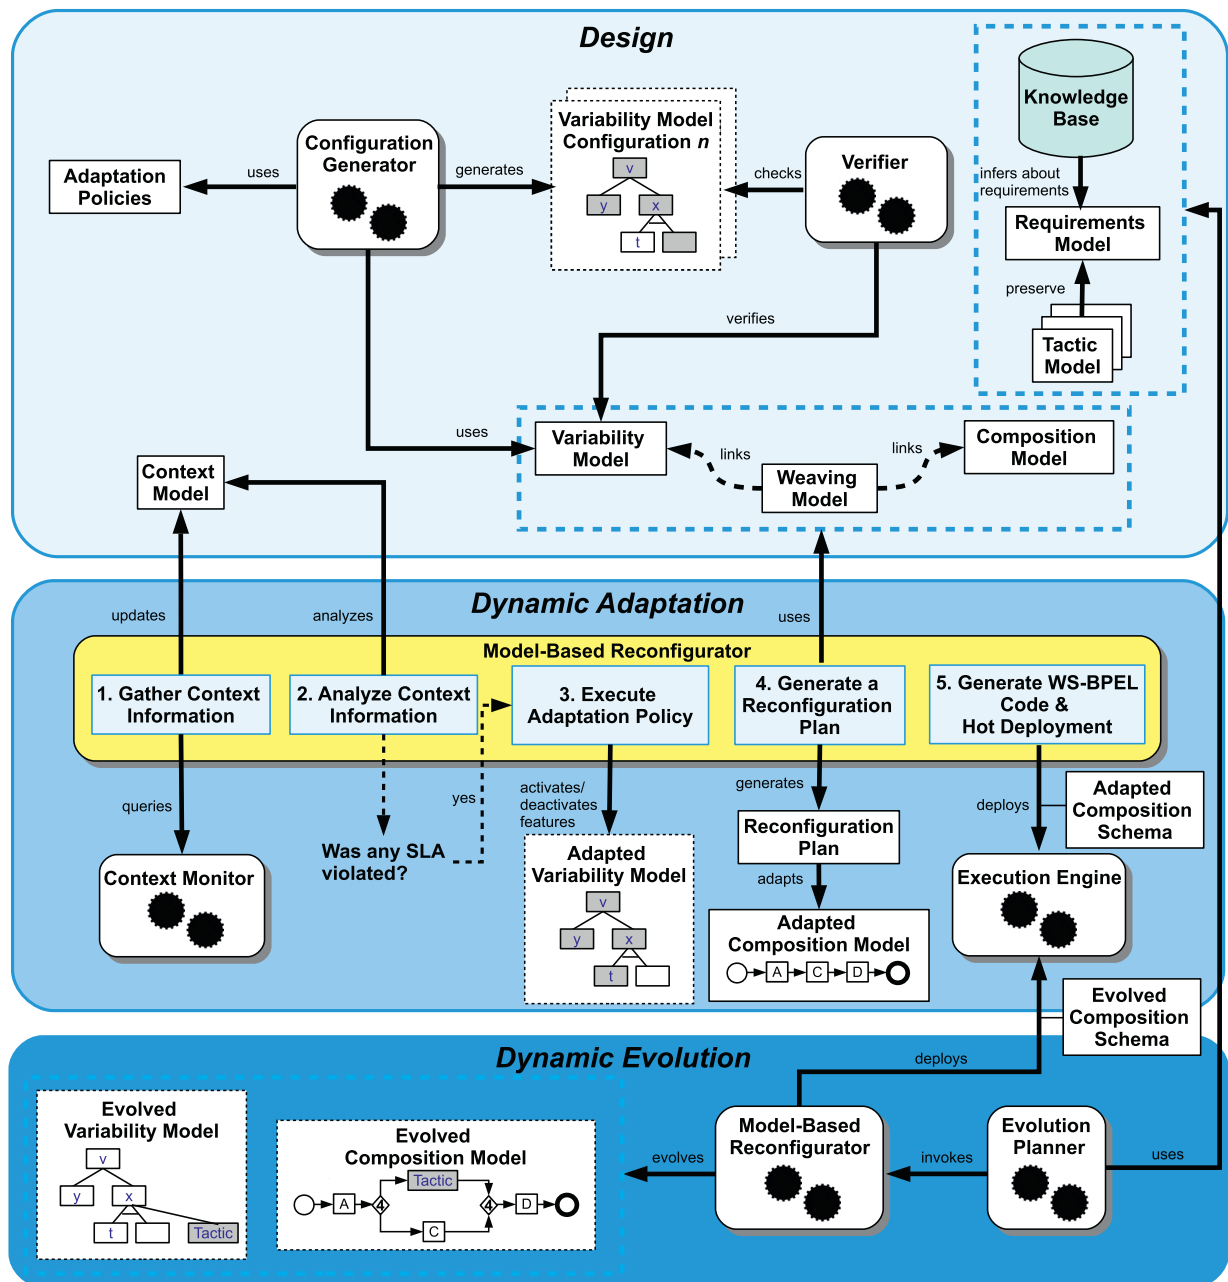 Design
Knowledge
Base
Configuration
Generator
Variability Model
Configuration n
v
y
x
t
Verifier
Adaptation
Policies
uses
generates
checks
infers about
requirements
Requirements
Model
preserve
Tactic
Model
verifies
uses
Variability
Model
links
Weaving
Model
links
Composition
Model
Context
Model
Dynamic Adaptation
updates
analyzes
uses
Model-Based Reconfigurator
1. Gather Context
Information
2. Analyze Context
Information
3. Execute
Adaptation Policy
4. Generate a
Reconfiguration
Plan
5. Generate WS-BPEL
Code &
Hot Deployment
queries
yes
activates/
deactivates
features
generates
deploys
Adapted
Composition
Schema
Was any SLA
violated?
Reconfiguration
Plan
adapts
Context Monitor
Adapted
Variability Model
v
y
x
t
Adapted
Composition Model
A
C
D
Execution Engine
Evolved
Composition
Schema
Dynamic Evolution
deploys
Evolved
Variability Model
v
y
x
t
Tactic
Evolved
Composition Model
Tactic
A
4
4
D
C
evolves
Model-Based
Reconfigurator
invokes
Evolution
Planner
uses